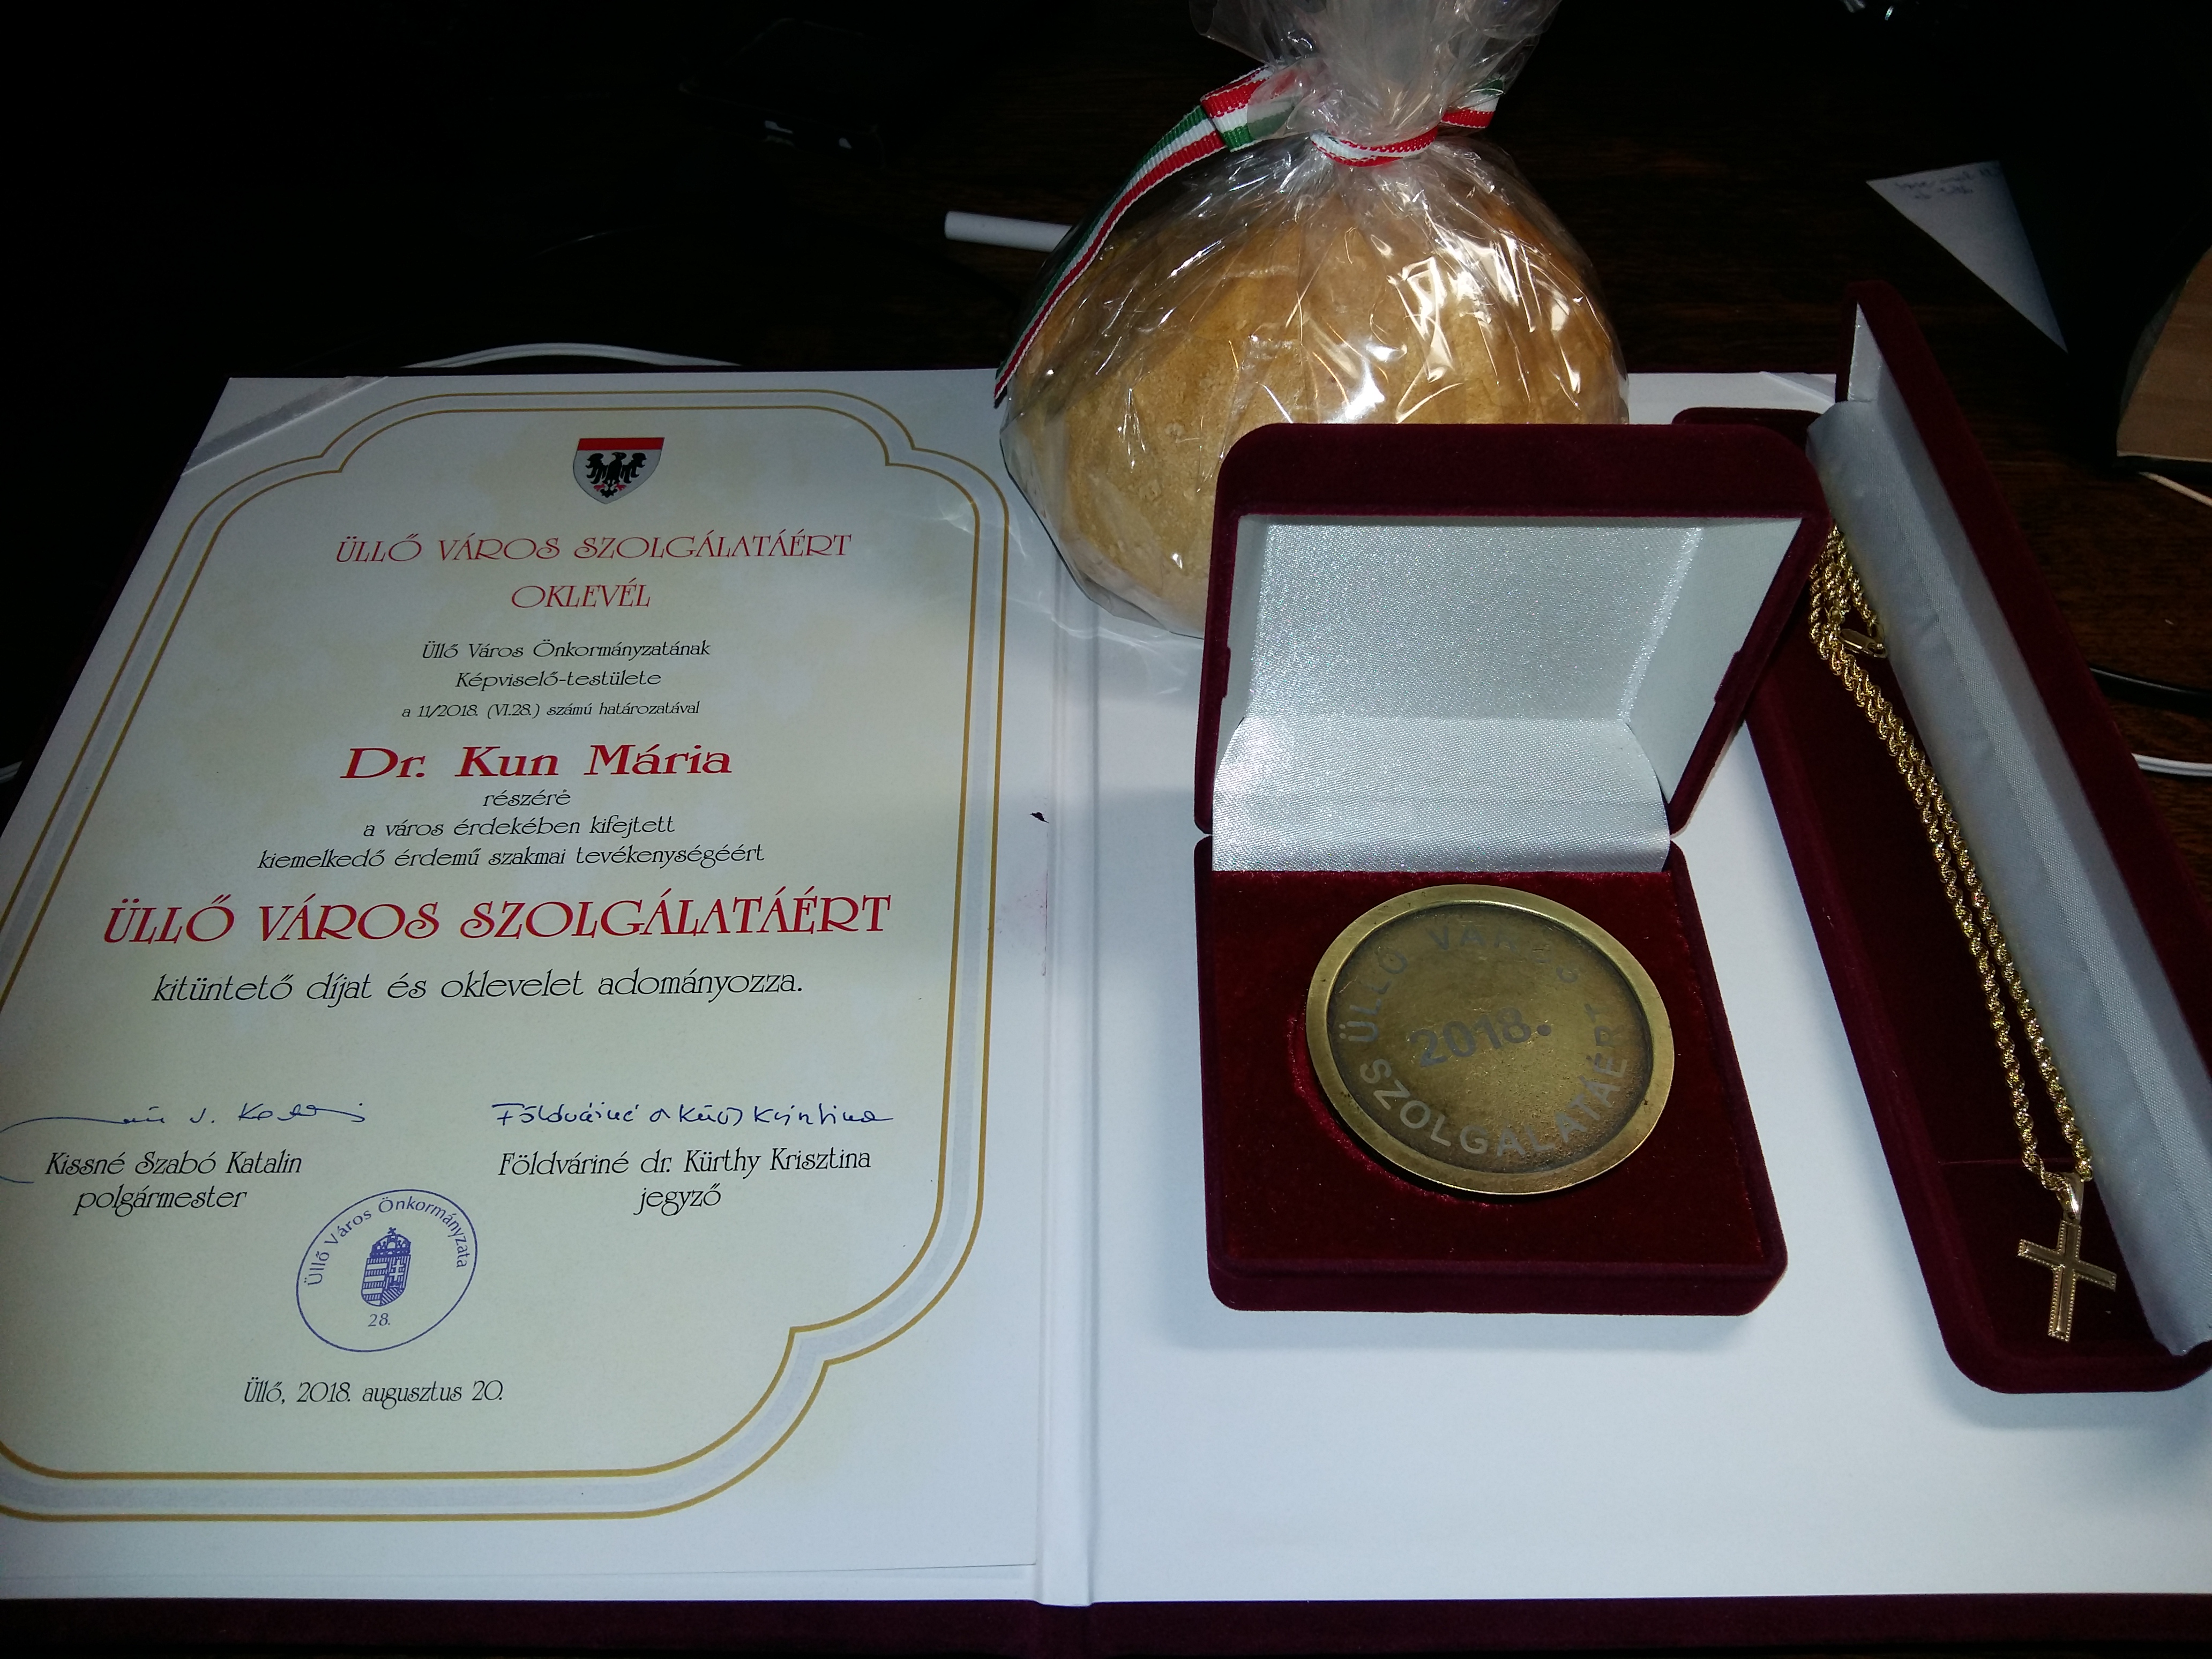 ÜLLŐ VÁROS SZOLGÁLATÁÉRT
OKLEVÉL
Üllő Város Önkormányzatának
Képviselő-testülete
a 11/2018. (VI.28.) számú határozatával
Dr. Kun Mária
részére
a város érdekében kifejtett
kiemelkedő érdemű szakmai tevékenységéért
ÜLLŐ VÁROS SZOLGÁLATÁÉRT
kitüntető díjat és oklevelet adományozza.
Kissné Szabó Katalin
polgármester
Földváriné dr. Kürthy Krisztina
jegyző
Üllő Város Önkormányzata
28.
Üllő, 2018. augusztus 20.
ÜLLŐ VÁROS
2018.
SZOLGÁLATÁÉRT